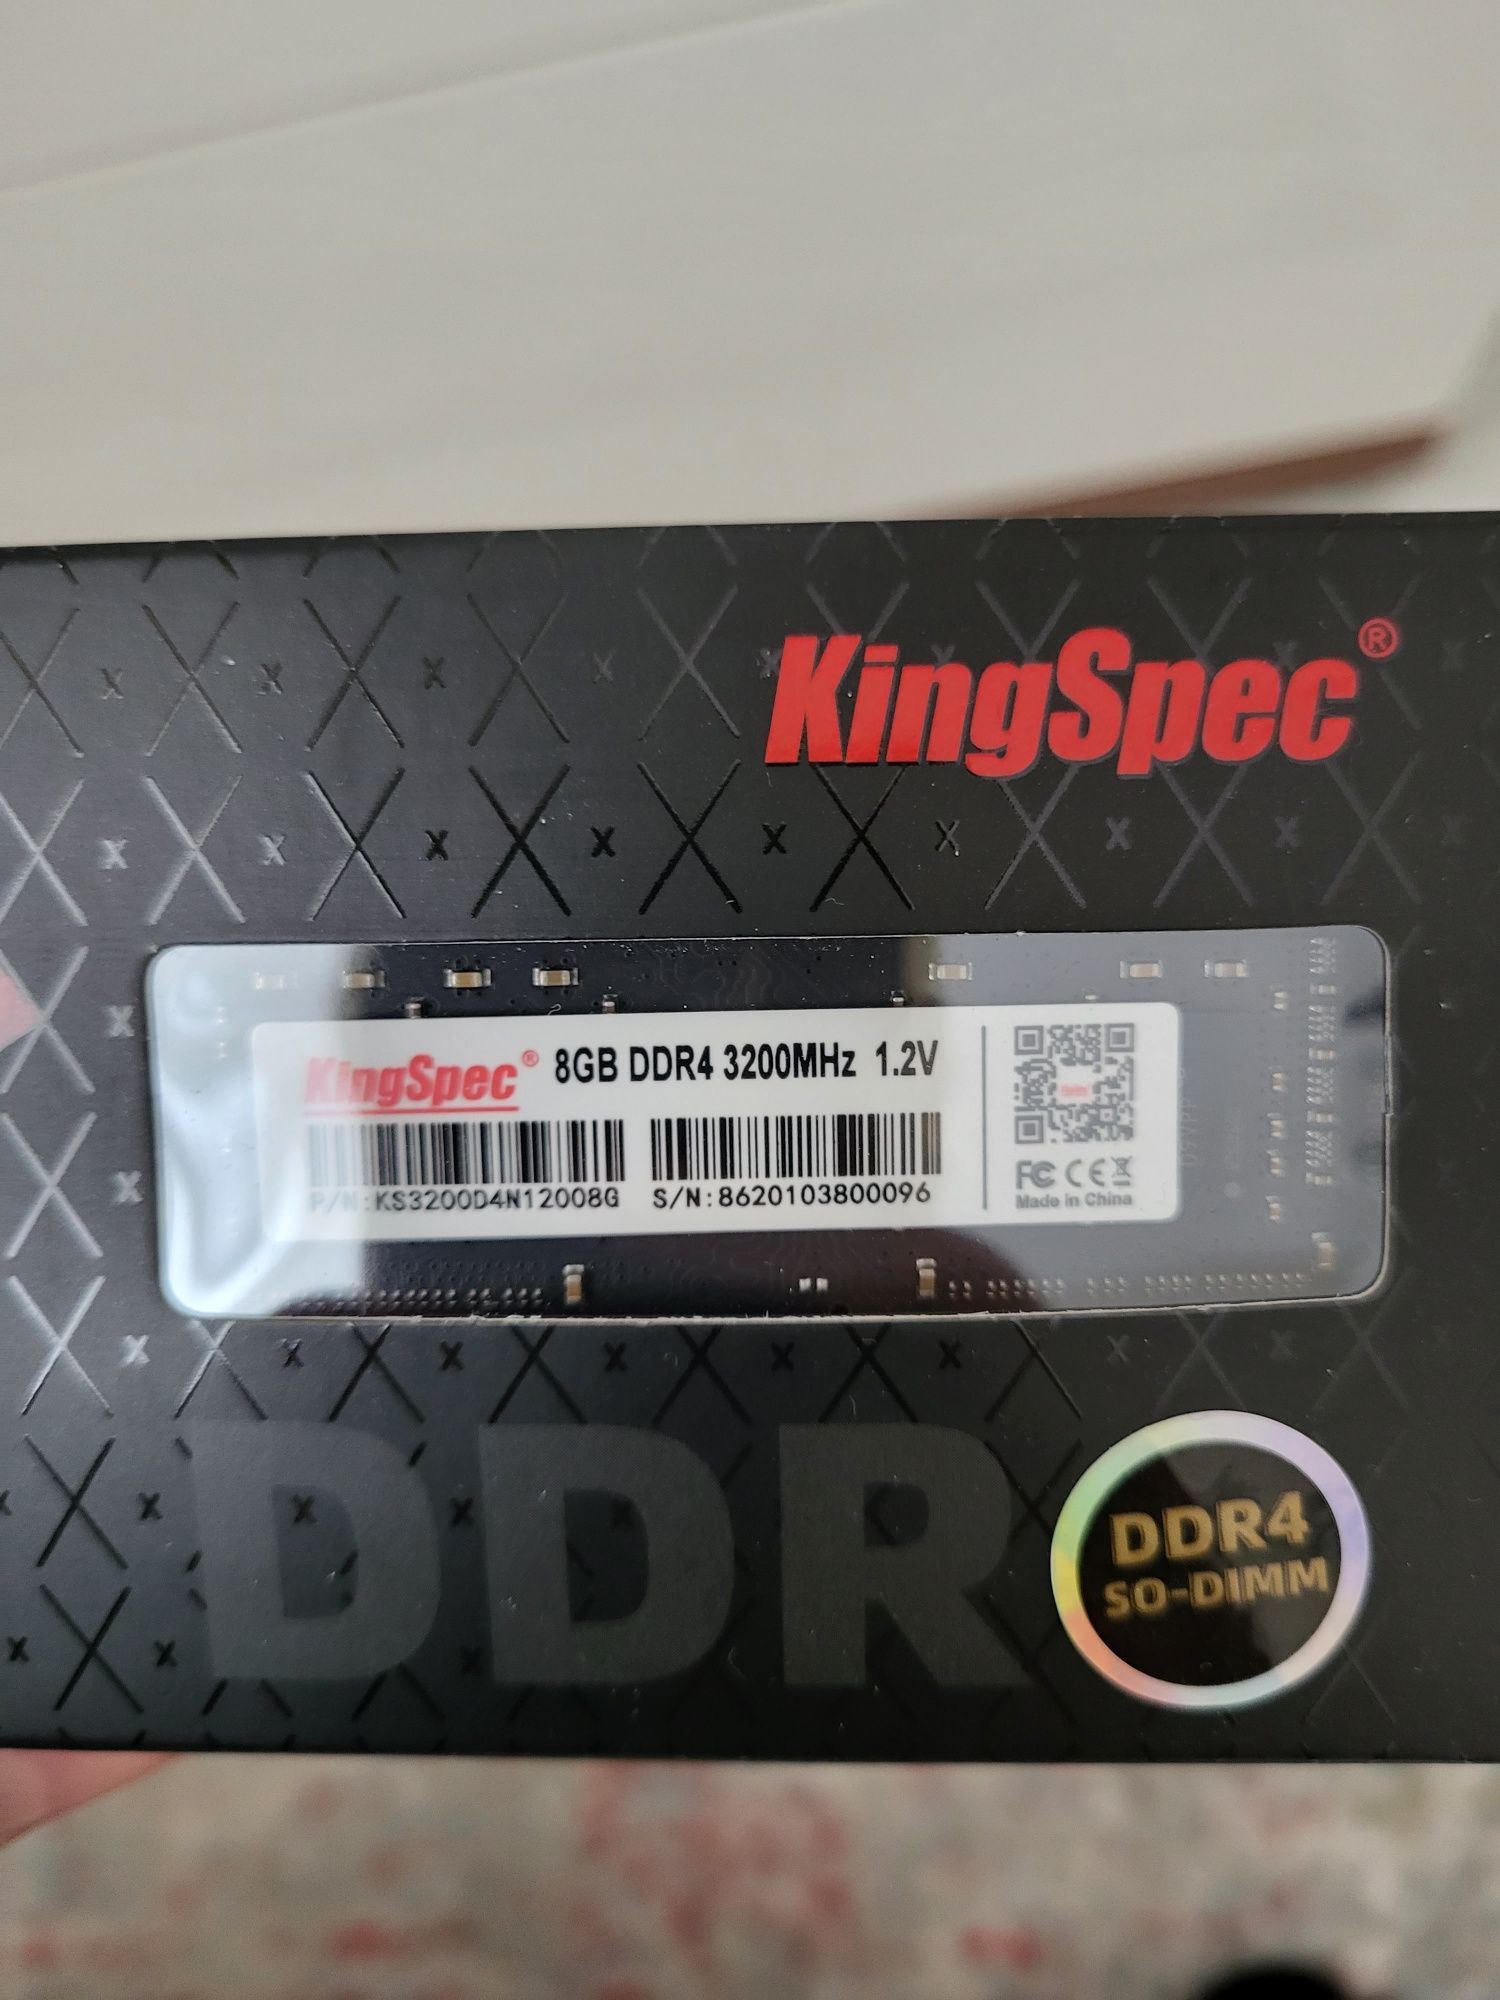 KingSpec®
KingSpec® 8GB DDR4 3200MHz 1.2V
P/N:KS3200D4N12008G S/N:8620103800096
FC CE
Made in China
DDR
DDR4
SO-DIMM